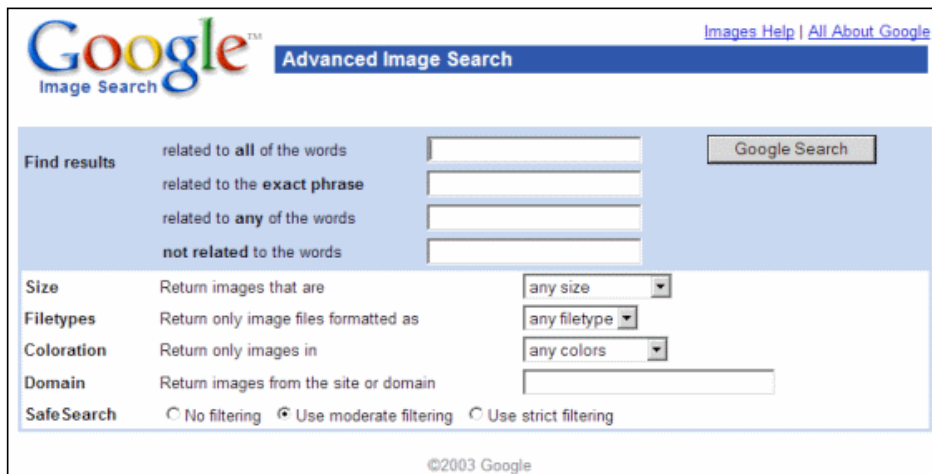 Images Help | All About Google
Google™
Advanced Image Search
Image Search
Find results related to all of the words Google Search
related to the exact phrase
related to any of the words
not related to the words
Size Return images that are any size
Filetypes Return only image files formatted as any filetype
Coloration Return only images in any colors
Domain Return images from the site or domain
SafeSearch No filtering Use moderate filtering Use strict filtering
©2003 Google